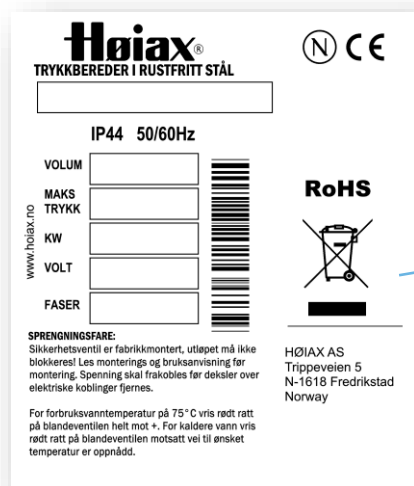 Høiax®
TRYKKBEREDER I RUSTFRITT STÅL
N CE
IP44 50/60Hz
VOLUM
MAKS
TRYKK
KW
VOLT
FASER
www.hoiax.no
RoHS
SPRENGNINGSFARE:
Sikkerhetsventil er fabrikkmontert, utløpet må ikke
blokkeres! Les monterings og bruksanvisning før
montering. Spenning skal frakobles før deksler over
elektriske koblinger fjernes.
For forbruksvanntemperatur på 75°C vris rødt ratt
på blandeventilen helt mot +. For kaldere vann vris
rødt ratt på blandeventilen motsatt vei til ønsket
temperatur er oppnådd.
HØIAX AS
Trippeveien 5
N-1618 Fredrikstad
Norway